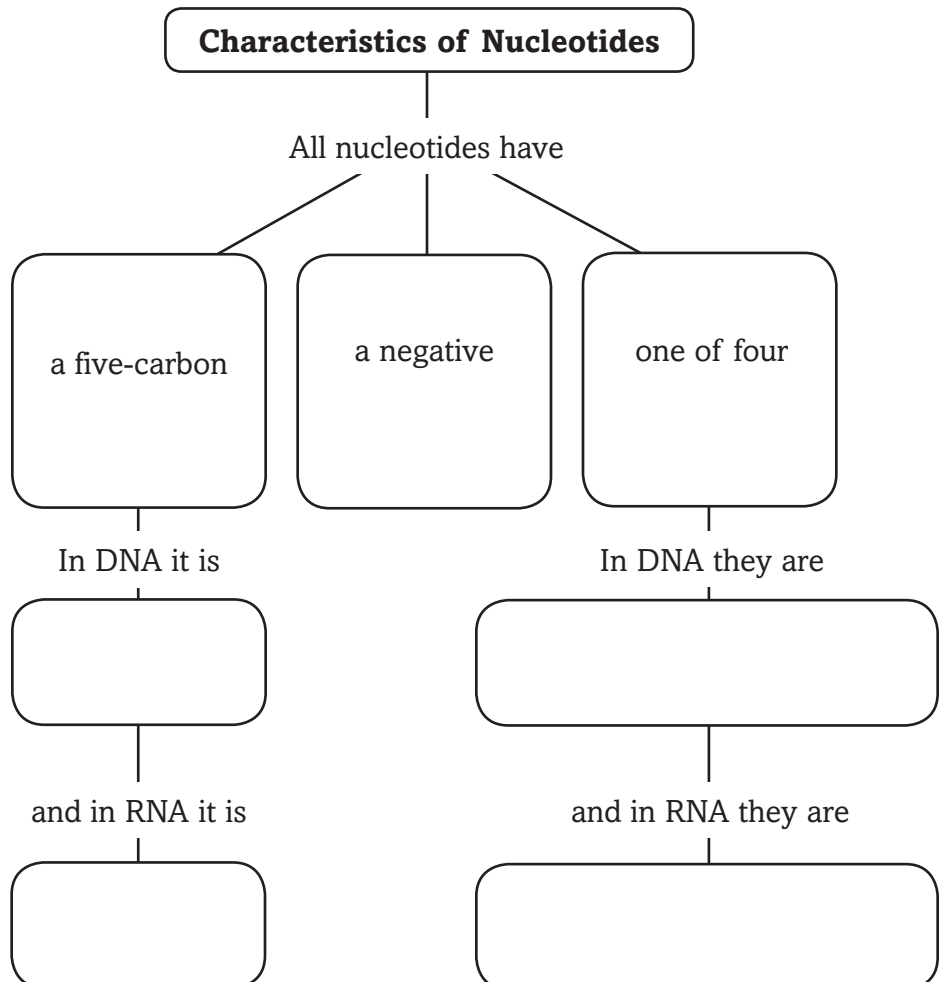 Characteristics of Nucleotides
All nucleotides have
a five-carbon
a negative
one of four
In DNA it is
In DNA they are
and in RNA it is
and in RNA they are